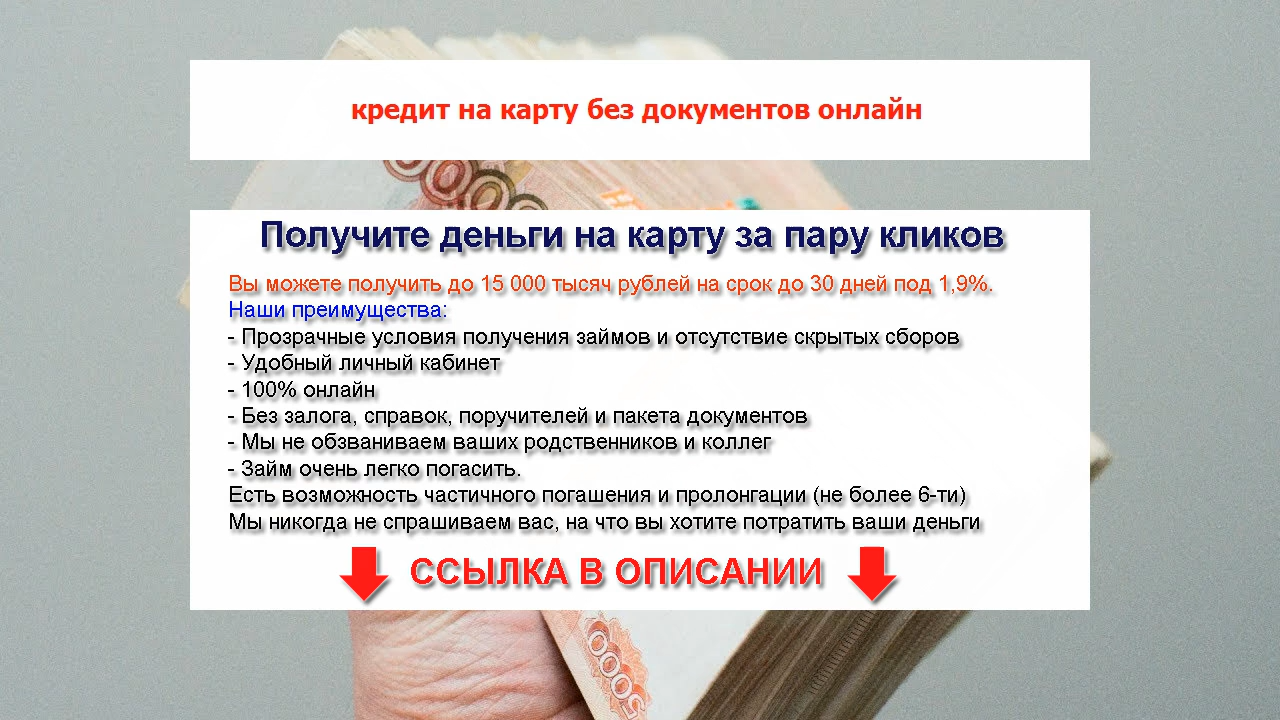 кредит на карту без документов онлайн
Получите деньги на карту за пару кликов
Вы можете получить до 15 000 тысяч рублей на срок до 30 дней под 1,9%.
Наши преимущества:
- Прозрачные условия получения займов и отсутствие скрытых сборов
- Удобный личный кабинет
- 100% онлайн
- Без залога, справок, поручителей и пакета документов
- Мы не обзваниваем ваших родственников и коллег
- Займ очень легко погасить.
Есть возможность частичного погашения и пролонгации (не более 6-ти)
Мы никогда не спрашиваем вас, на что вы хотите потратить ваши деньги
ССЫЛКА В ОПИСАНИИ
5000